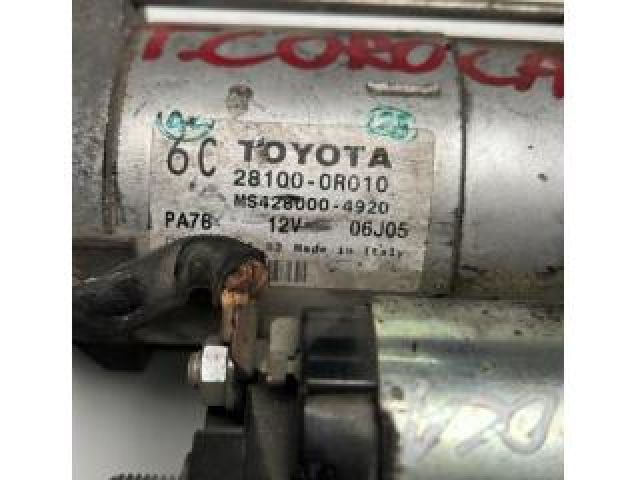 T. COROLLA
6C TOYOTA
28100-0R010
MS428000-4920
PA78 12V 06J05
Made in Italy